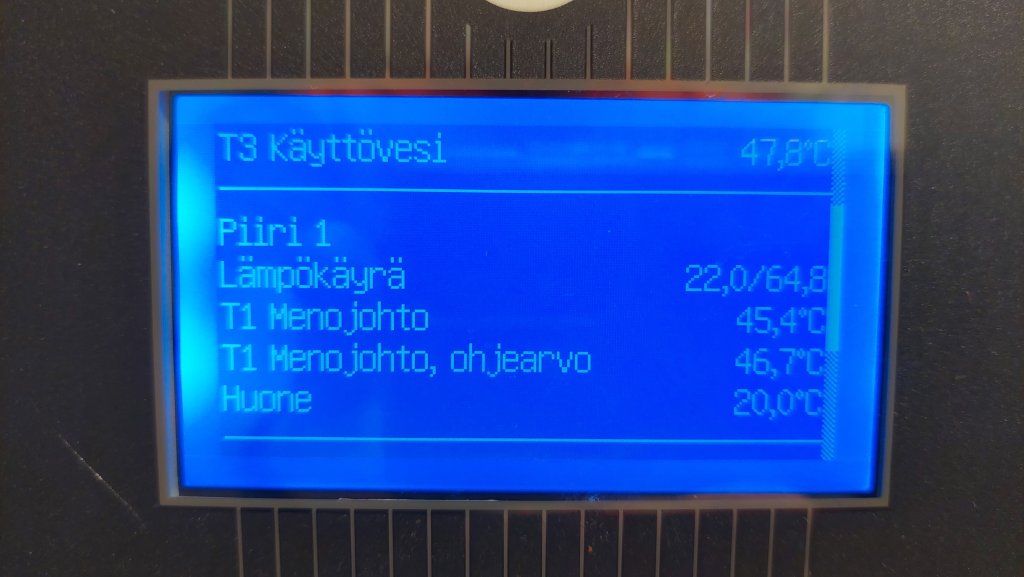 T3 Käyttövesi 47,8°C
Piiri 1
Lämpökäyrä 22,0/64,8
T1 Menojohto 45,4°C
T1 Menojohto, ohjearvo 46,7°C
Huone 20,0°C